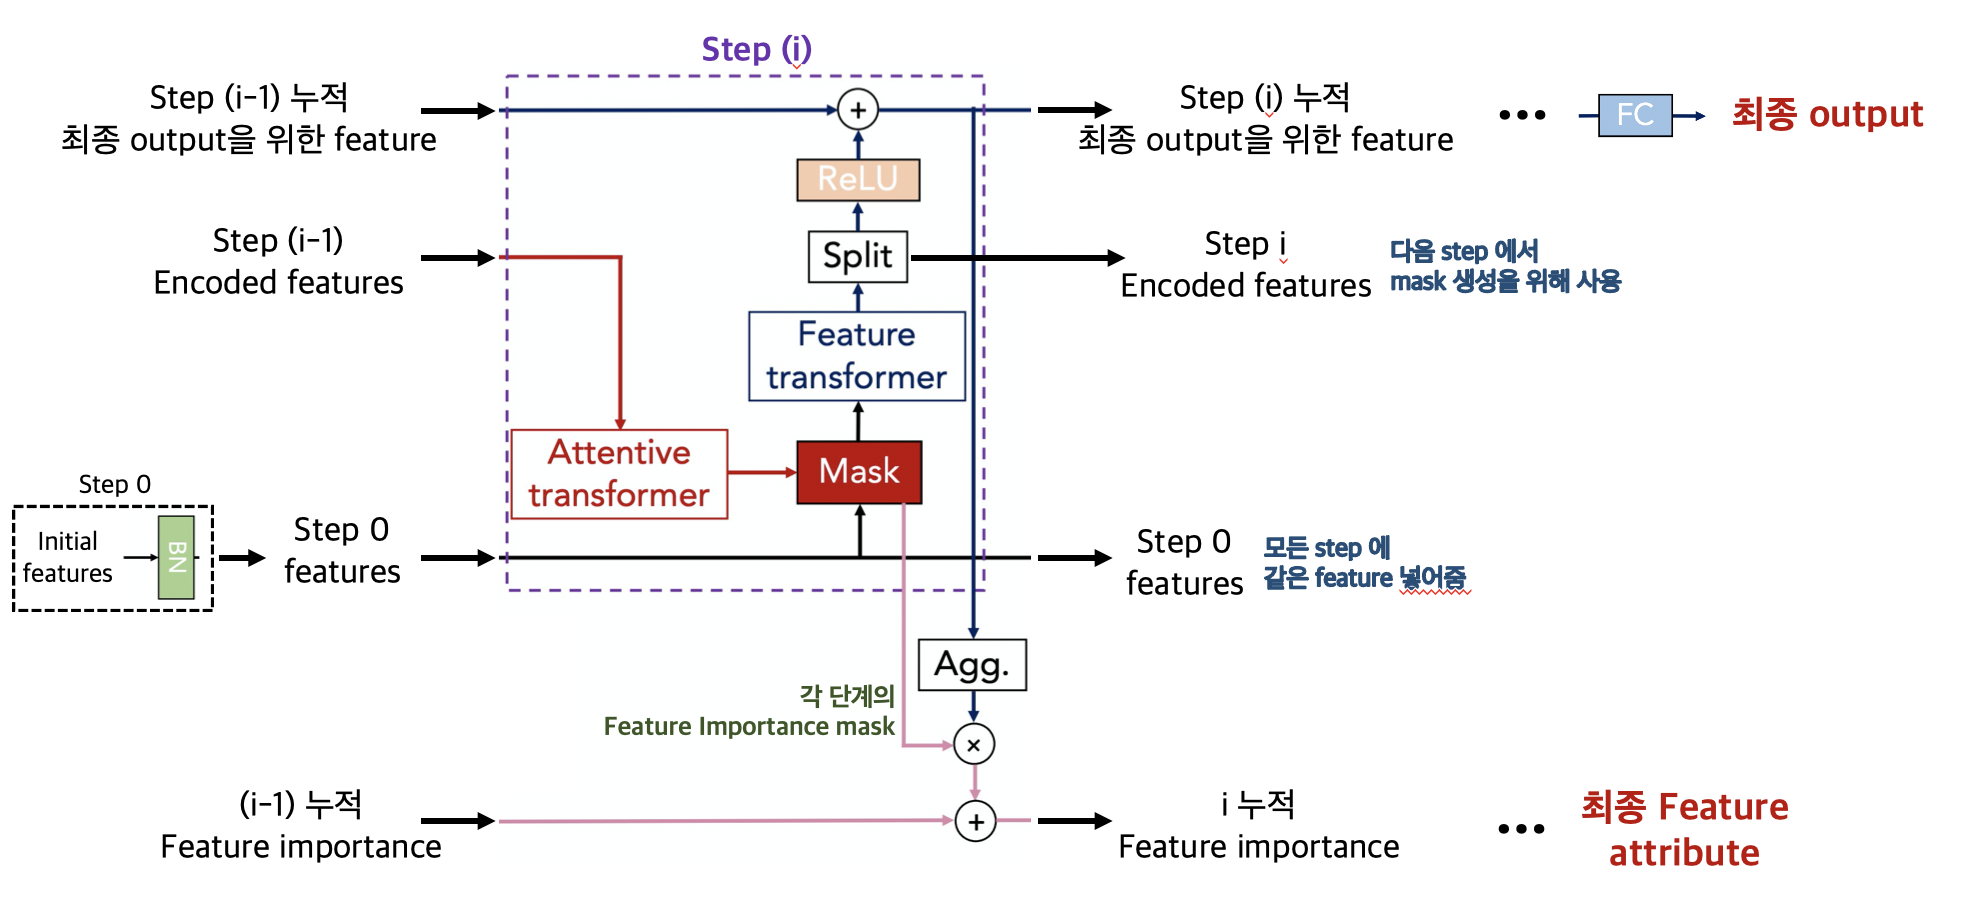 Step (i)
Step (i-1) 누적
최종 output을 위한 feature
+
Step (i) 누적
최종 output을 위한 feature
•••
FC
최종 output
ReLU
Step (i-1)
Encoded features
Split
Step i
Encoded features
다음 step 에서
mask 생성을 위해 사용
Feature
transformer
Attentive
transformer
Mask
Step 0
Initial
features
BN
Step 0
features
Step 0
features
모든 step 에
같은 feature 넣어줌
Agg.
각 단계의
Feature Importance mask
×
(i-1) 누적
Feature importance
+
i 누적
Feature importance
•••
최종 Feature
attribute